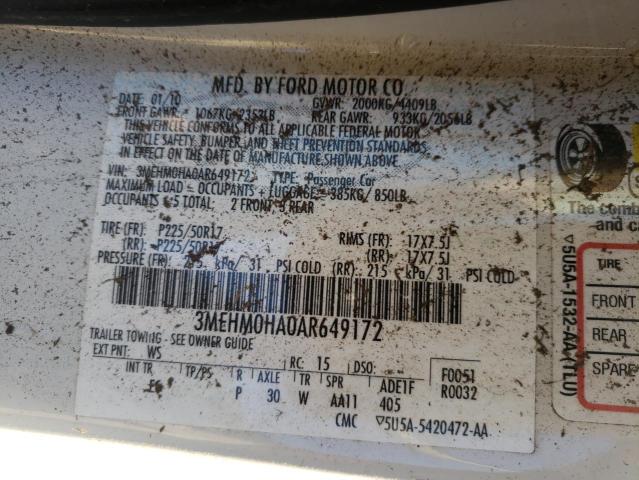 MFD. BY FORD MOTOR CO
DATE: 01/10 GVWR: 2000KG/4409LB
FRONT GAWR: 1067KG/2353LB REAR GAWR: 933KG/2056LB
THIS VEHICLE CONFORMS TO ALL APPLICABLE FEDERAL MOTOR
VEHICLE SAFETY, BUMPER, AND THEFT PREVENTION STANDARDS
IN EFFECT ON THE DATE OF MANUFACTURE SHOWN ABOVE.
VIN: 3MEHM0HA0AR649172 TYPE: Passenger Car
MAXIMUM LOAD = OCCUPANTS + LUGGAGE = 385KG/850LB
OCCUPANTS: 5 TOTAL: 2 FRONT, 3 REAR
TIRE (FR): P225/50R17 RIMS (FR): 17X7.5J
(RR): P225/50R17 (RR): 17X7.5J
PRESSURE (FR): 215 kPa/ 31 PSI COLD (RR): 215 kPa/ 31 PSI COLD
3MEHM0HA0AR649172
TRAILER TOWING - SEE OWNER GUIDE
EXT PNT: WS RC: 15 DSO: F0051
INT TR TP/PS R AXLE TR SPR ADE1F R0032
P 30 W AA11 405
CMC ▽5U5A-5420472-AA
▽5U5A-1532-AA(TL0)
The
and ca
TIRE
FRONT
REAR
SPARE